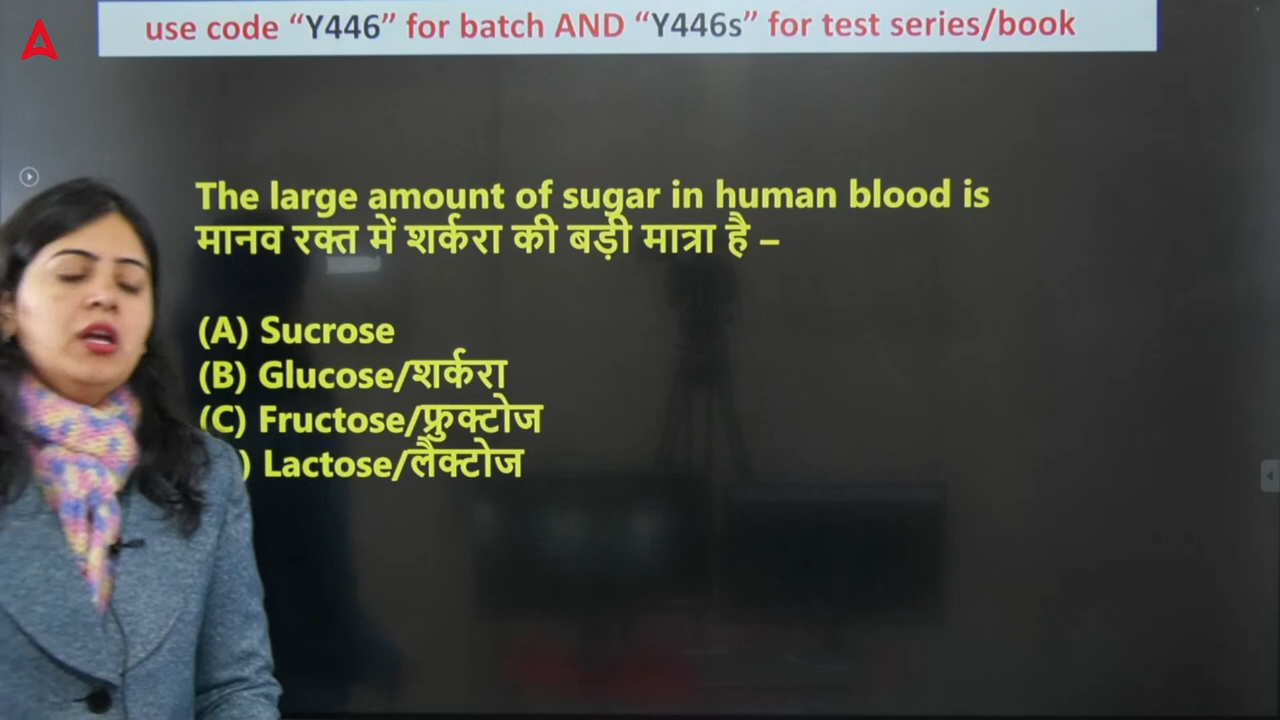 use code “Y446” for batch AND “Y446s” for test series/book
The large amount of sugar in human blood is
मानव रक्त में शर्करा की बड़ी मात्रा है –
(A) Sucrose
(B) Glucose/शर्करा
(C) Fructose/फ्रुक्टोज
) Lactose/लैक्टोज